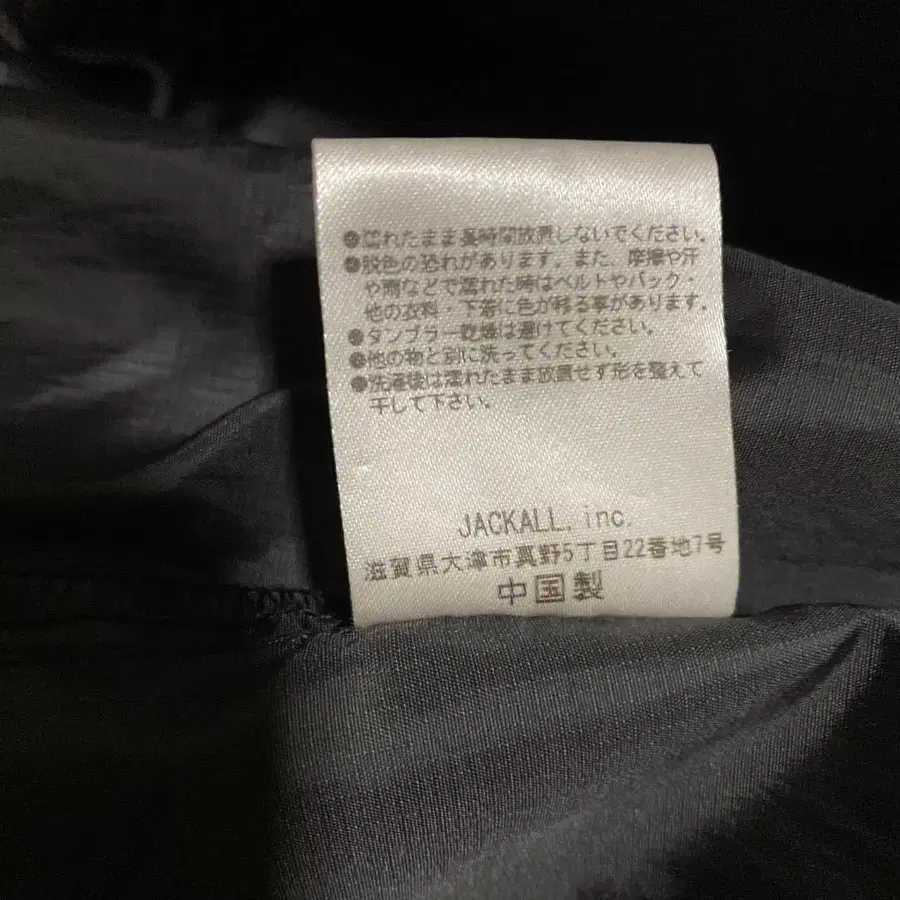 ●濡れたまま長時間放置しないでください。
●脱色の恐れがあります。また、摩擦や汗
や雨などで濡れた時はベルトやバック・
他の衣料・下着に色が移る事があります。
●タンブラー乾燥は避けてください。
●他の物と別に洗ってください。
●洗濯後は濡れたまま放置せず形を整えて
干して下さい。
JACKALL, inc.
滋賀県大津市真野5丁目22番地7号
中国製